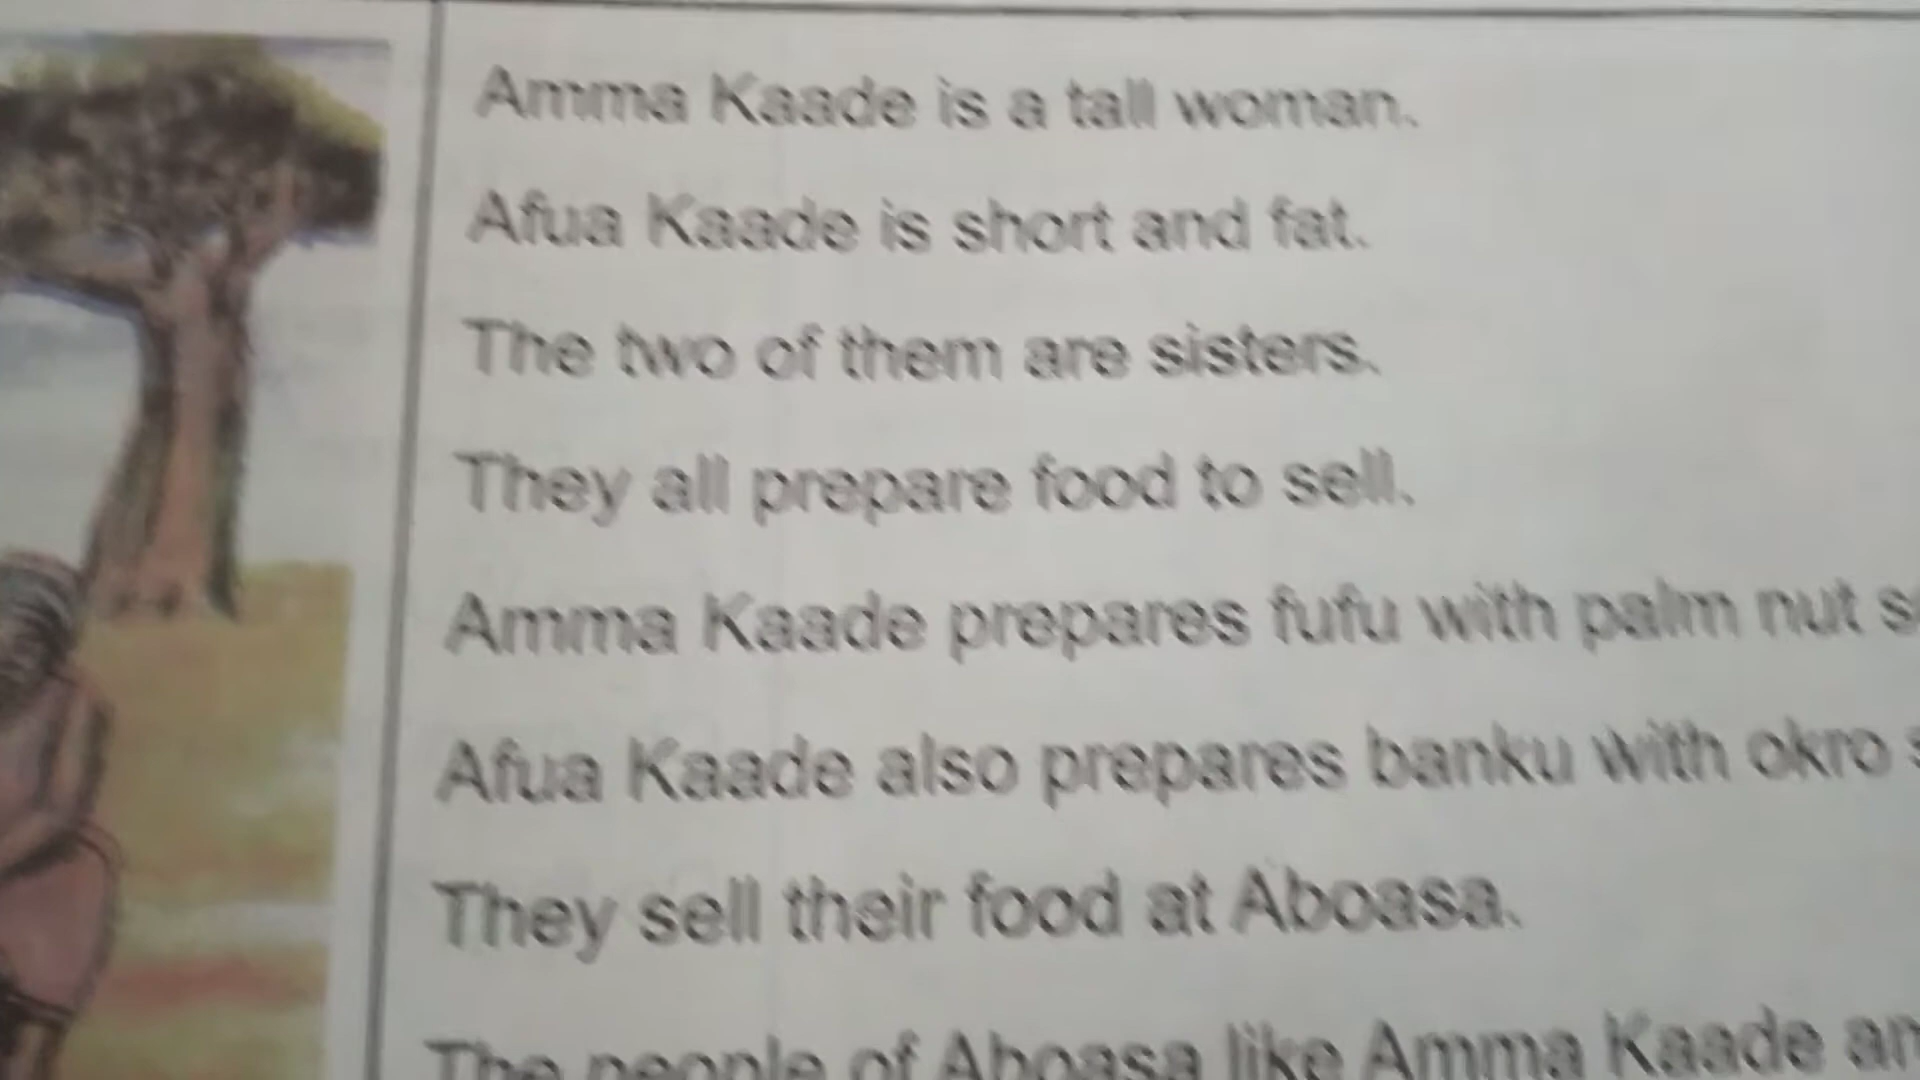 Amma Kaade is a tall woman.
Afua Kaade is short and fat.
The two of them are sisters.
They all prepare food to sell.
Amma Kaade prepares fufu with palm nut
Afua Kaade also prepares banku with okro
They sell their food at Aboasa.
The people of Aboasa like Amma Kaade